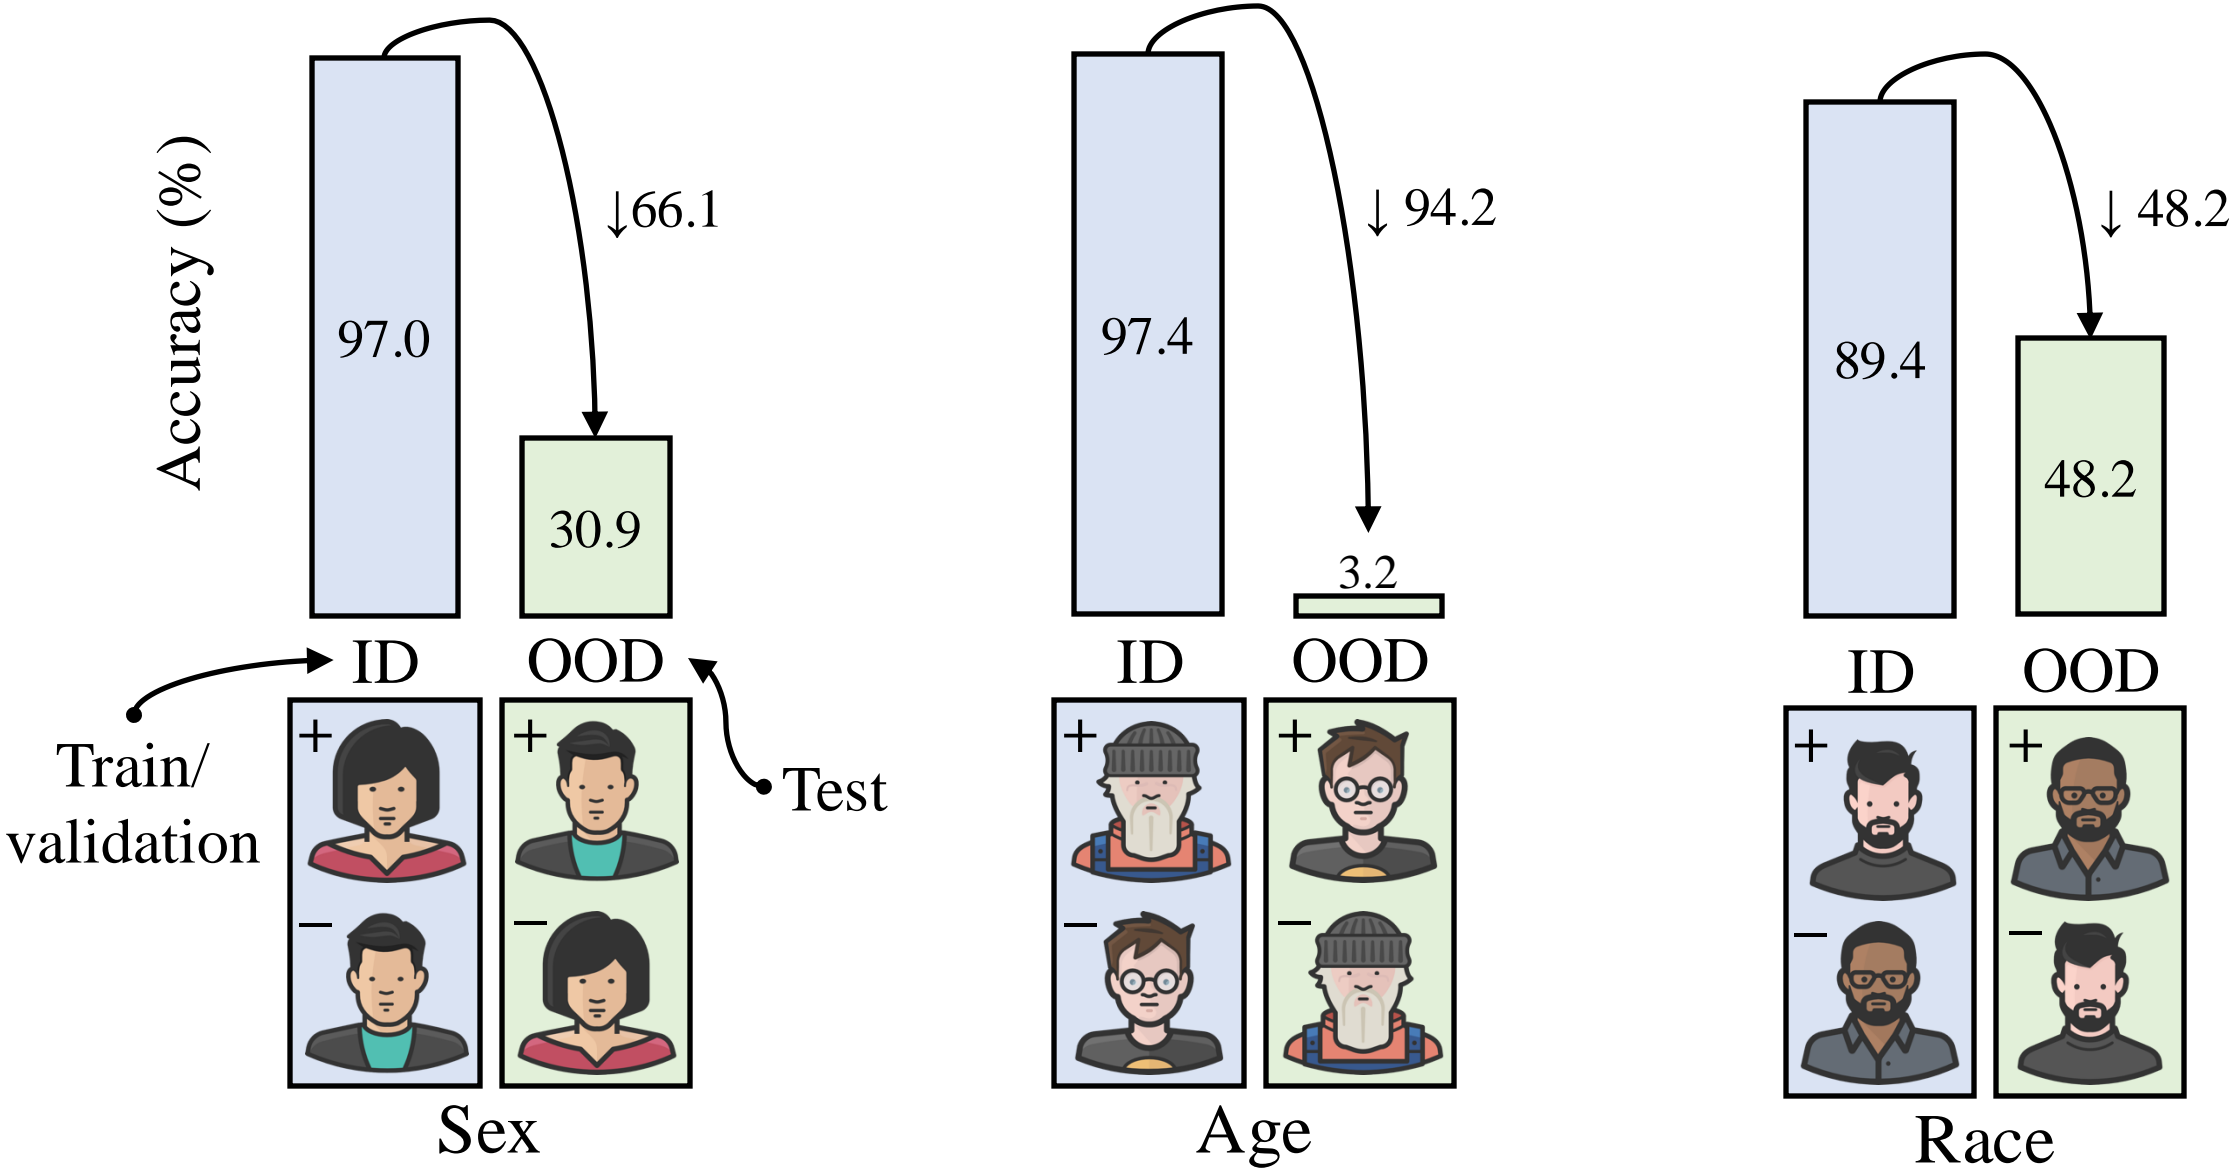 Accuracy (%)
97.0
↓66.1
30.9
ID
OOD
Train/
validation
Test
+
+
−
−
Sex
97.4
↓ 94.2
3.2
ID
OOD
+
+
−
−
Age
89.4
↓ 48.2
48.2
ID
OOD
+
+
−
−
Race